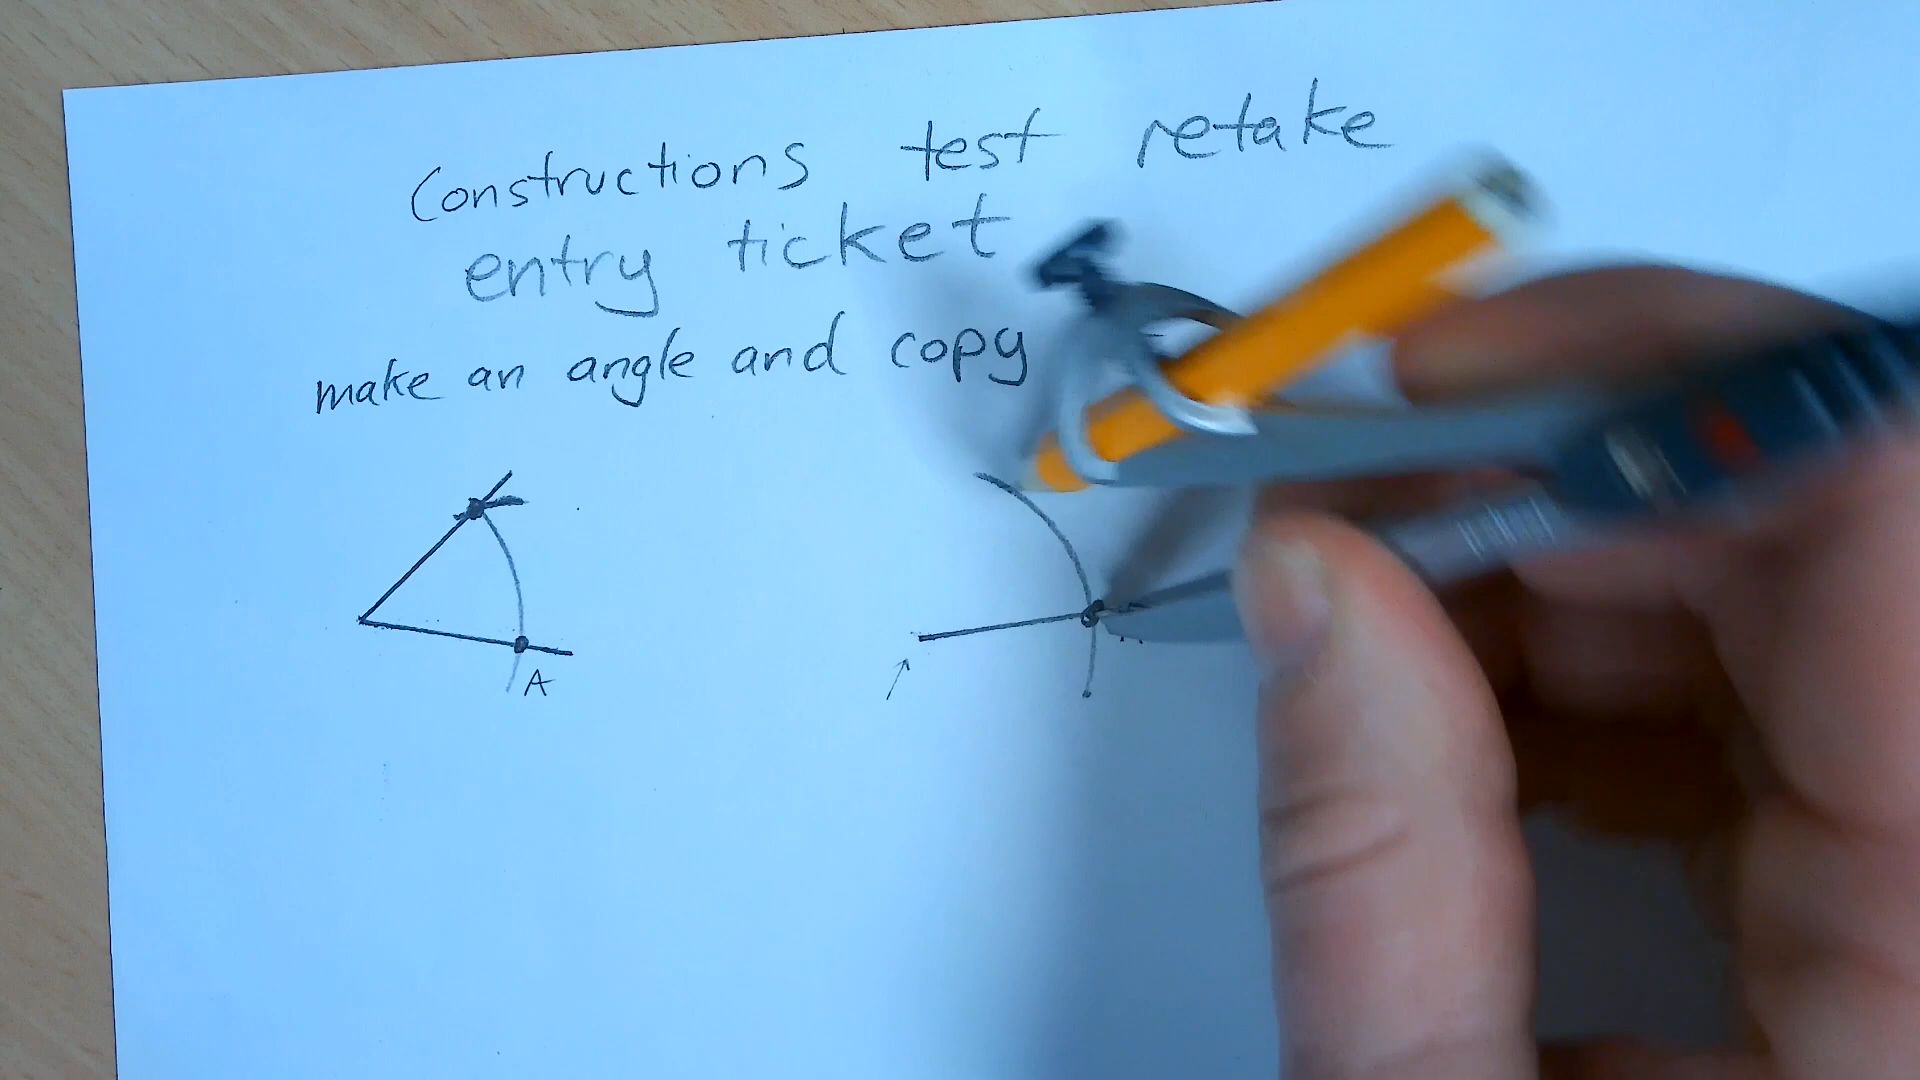 Constructions test retake
entry ticket
make an angle and copy
A